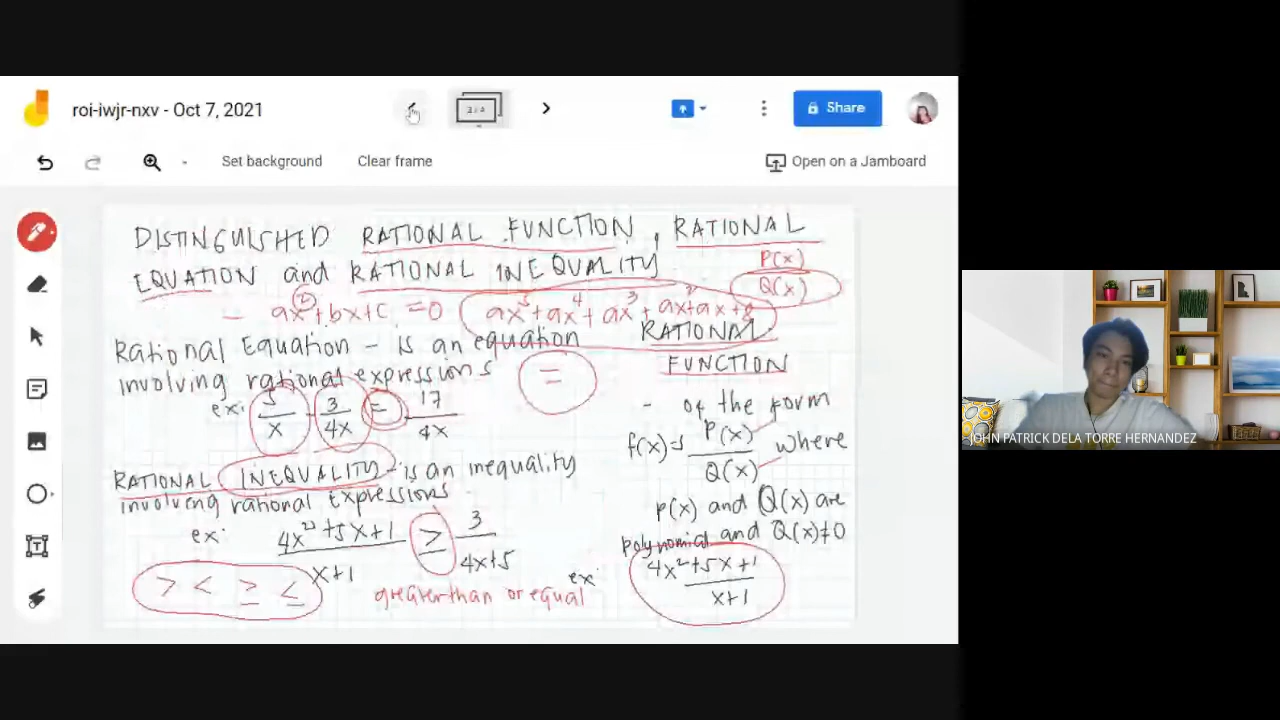 roi-iwjr-nxv - Oct 7, 2021
Share
Set background
Clear frame
Open on a Jamboard
DISTINGUISHED RATIONAL FUNCTION, RATIONAL
EQUATION and RATIONAL INEQUALITY
P(x)
Q(x)
ax²+bx+c =0
Rational Equation - is an equation
involving rational expressions
=
ex:
5/x - 3/4x = 17/4x
RATIONAL INEQUALITY - is an inequality
involving rational expressions
ex:
4x²+5x+1/x+1 ≥ 3/4x+5
> < ≥ ≤
greater than or equal
RATIONAL
FUNCTION
- of the form
f(x)= P(x)/Q(x) where
p(x) and Q(x) are
polynomial and Q(x)≠0
ex:
4x²+5x+1/x+1
JOHN PATRICK DELA TORRE HERNANDEZ